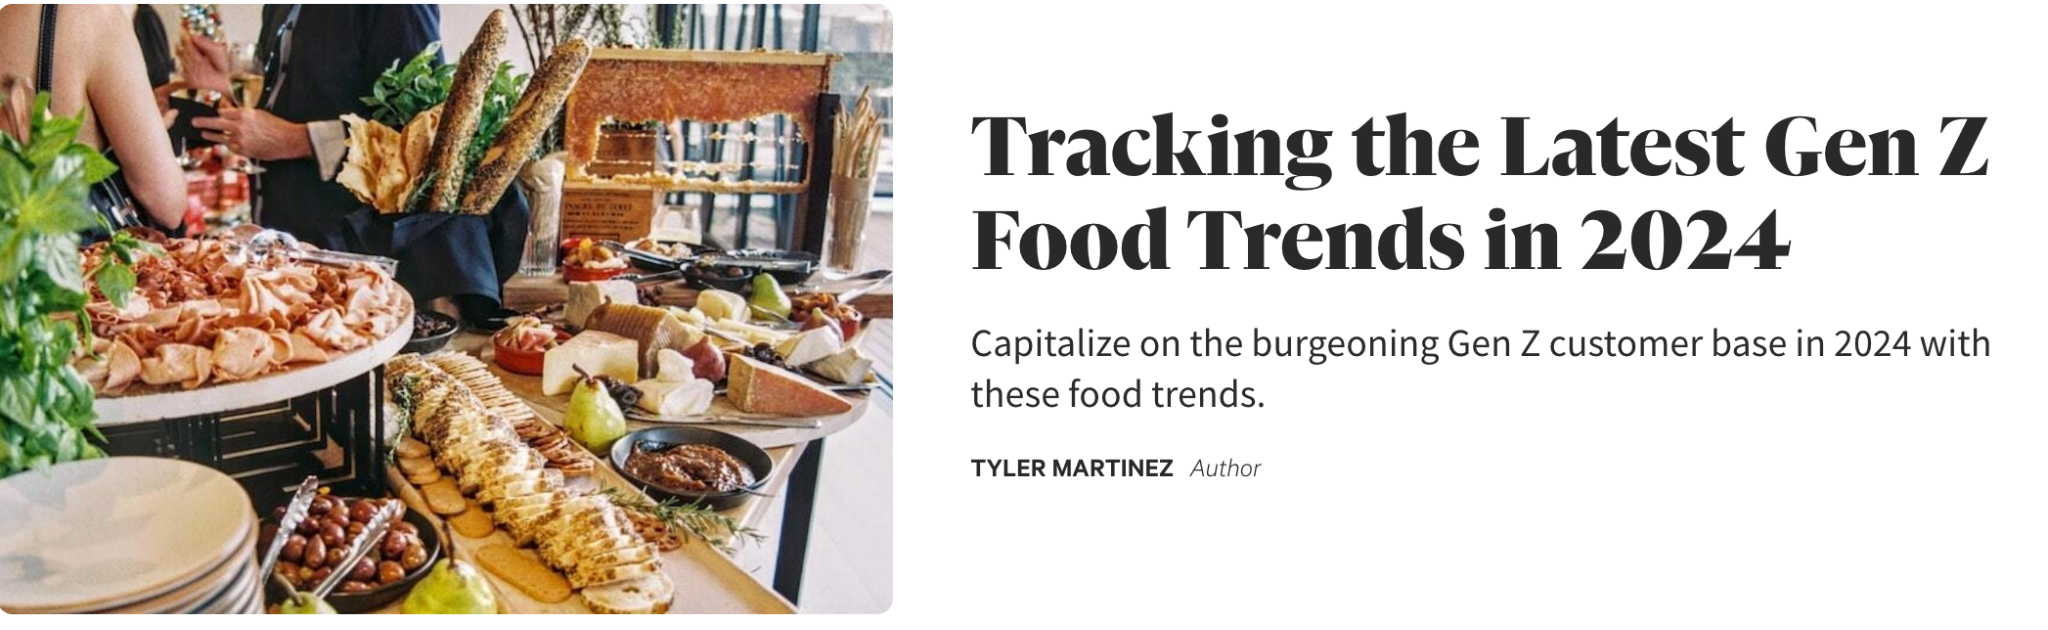 Tracking the Latest Gen Z
Food Trends in 2024
Capitalize on the burgeoning Gen Z customer base in 2024 with
these food trends.
TYLER MARTINEZ Author